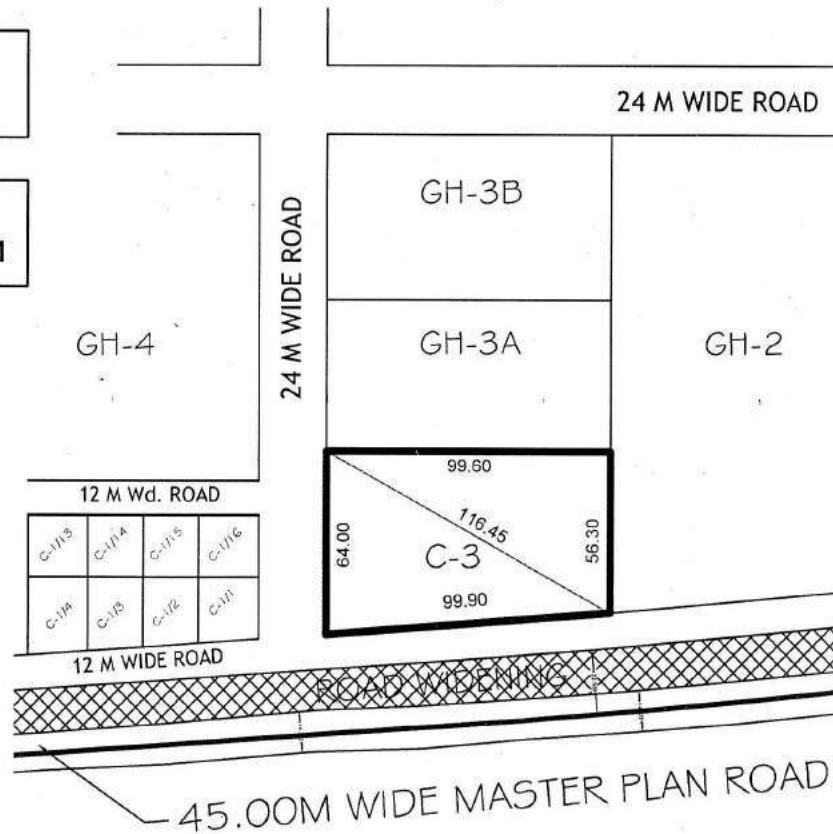 24 M WIDE ROAD
GH-3B
24 M WIDE ROAD
GH-4
GH-3A
GH-2
99.60
12 M Wd. ROAD
116.45
64.00
56.30
C-3
C-1/13
C-1/14
C-1/15
C-1/16
99.90
C-1/4
C-1/3
C-1/2
C-1/1
12 M WIDE ROAD
ROAD WIDENING
45.00M WIDE MASTER PLAN ROAD